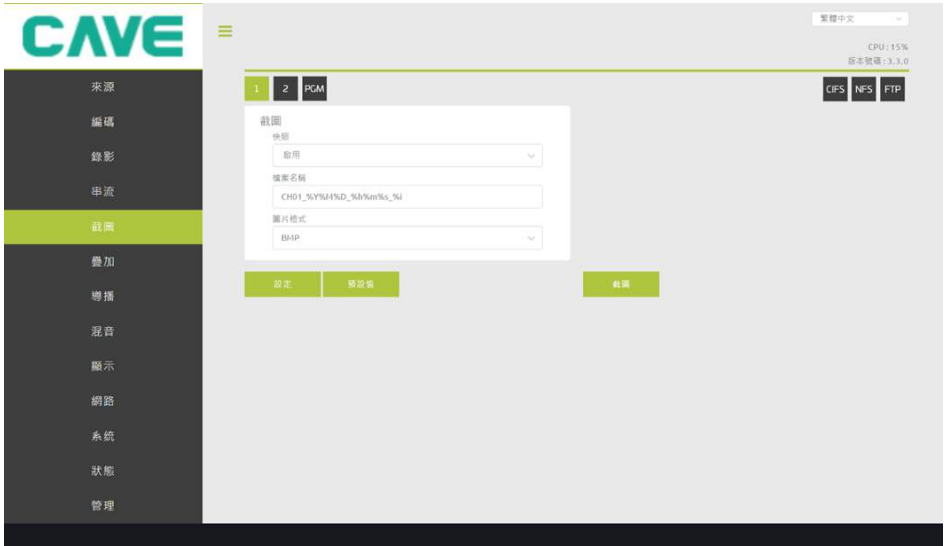 CAVE
繁體中文
CPU : 15%
版本號碼 : 3.3.0
來源
編碼
錄影
串流
截圖
疊加
導播
混音
顯示
網路
系統
狀態
管理
1 2 PGM
CIFS NFS FTP
截圖
快照
啟用
檔案名稱
CH01_%Y%M%D_%h%m%s_%i
圖片格式
BMP
設定 預設值 截圖